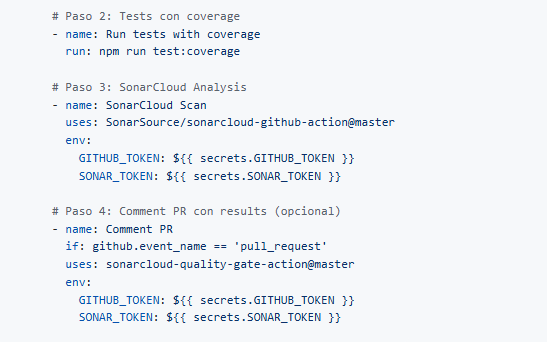 # Paso 2: Tests con coverage
- name: Run tests with coverage
run: npm run test:coverage
# Paso 3: SonarCloud Analysis
- name: SonarCloud Scan
uses: SonarSource/sonarcloud-github-action@master
env:
GITHUB_TOKEN: ${{ secrets.GITHUB_TOKEN }}
SONAR_TOKEN: ${{ secrets.SONAR_TOKEN }}
# Paso 4: Comment PR con results (opcional)
- name: Comment PR
if: github.event_name == 'pull_request'
uses: sonarcloud-quality-gate-action@master
env:
GITHUB_TOKEN: ${{ secrets.GITHUB_TOKEN }}
SONAR_TOKEN: ${{ secrets.SONAR_TOKEN }}